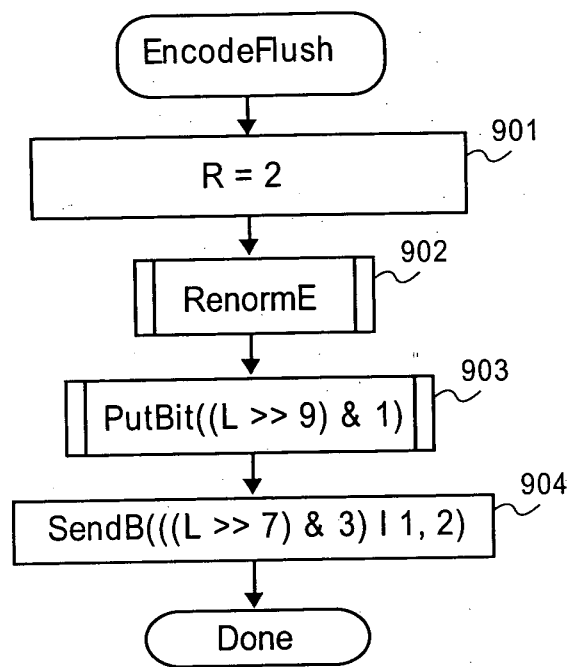 EncodeFlush
901
R = 2
902
RenormE
903
PutBit((L >> 9) & 1)
904
SendB(((L >> 7) & 3) | 1, 2)
Done